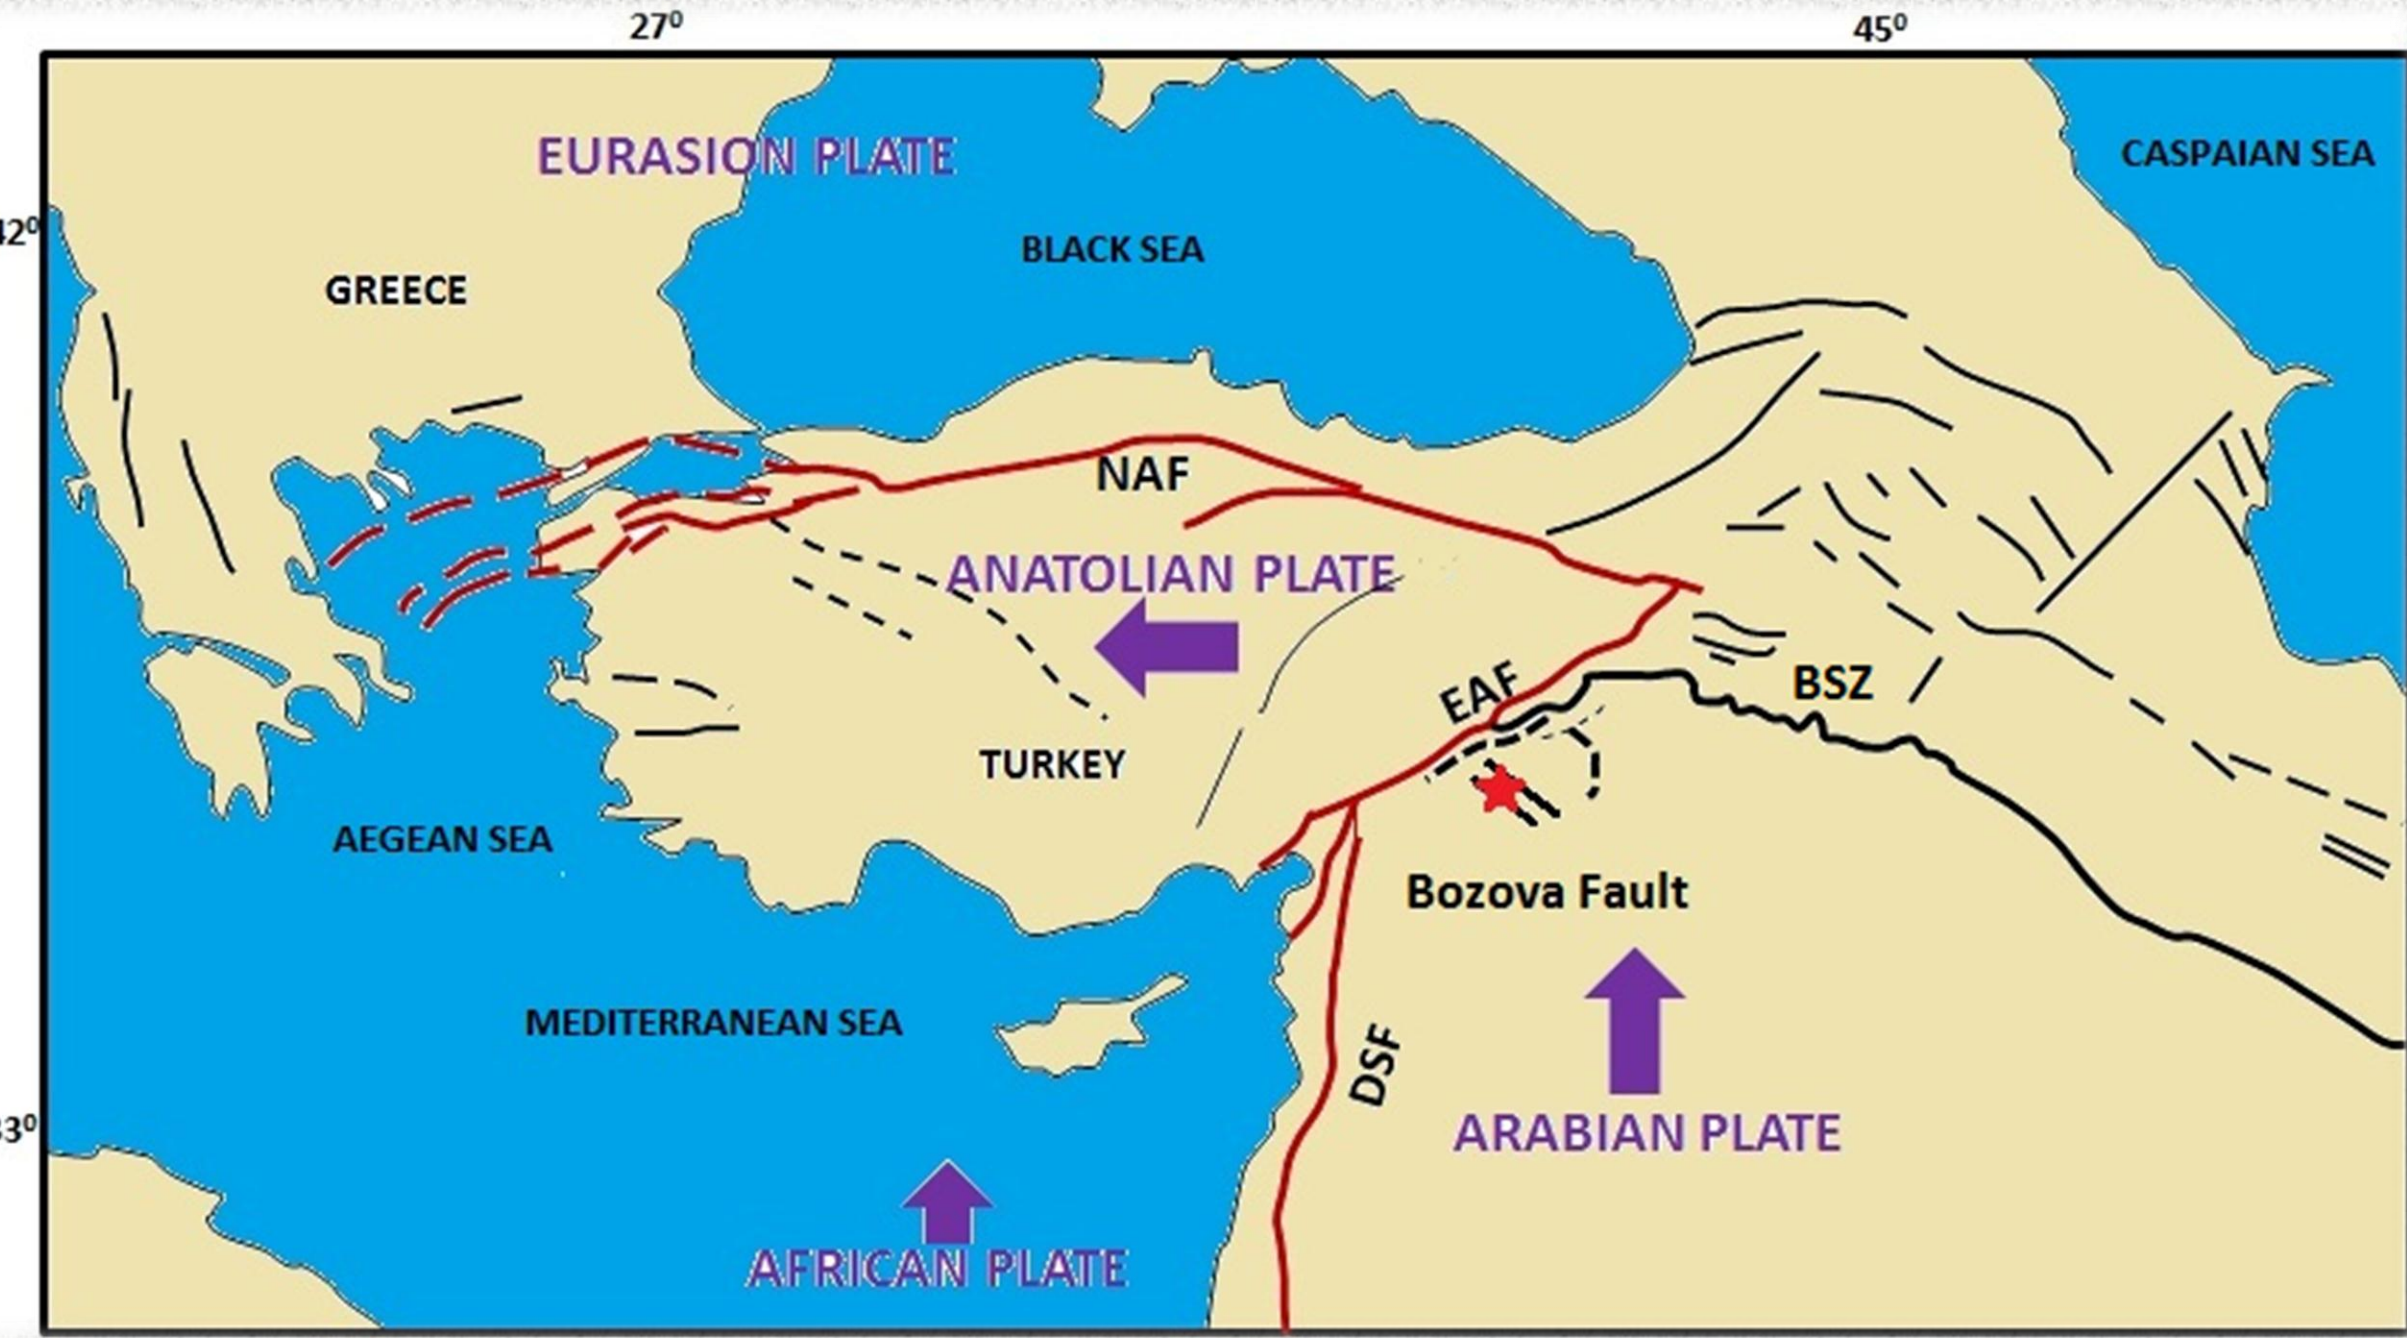 27⁰
45⁰
EURASION PLATE
CASPAIAN SEA
42⁰
BLACK SEA
GREECE
NAF
ANATOLIAN PLATE
EAF
BSZ
TURKEY
AEGEAN SEA
Bozova Fault
MEDITERRANEAN SEA
DSF
33⁰
ARABIAN PLATE
AFRICAN PLATE